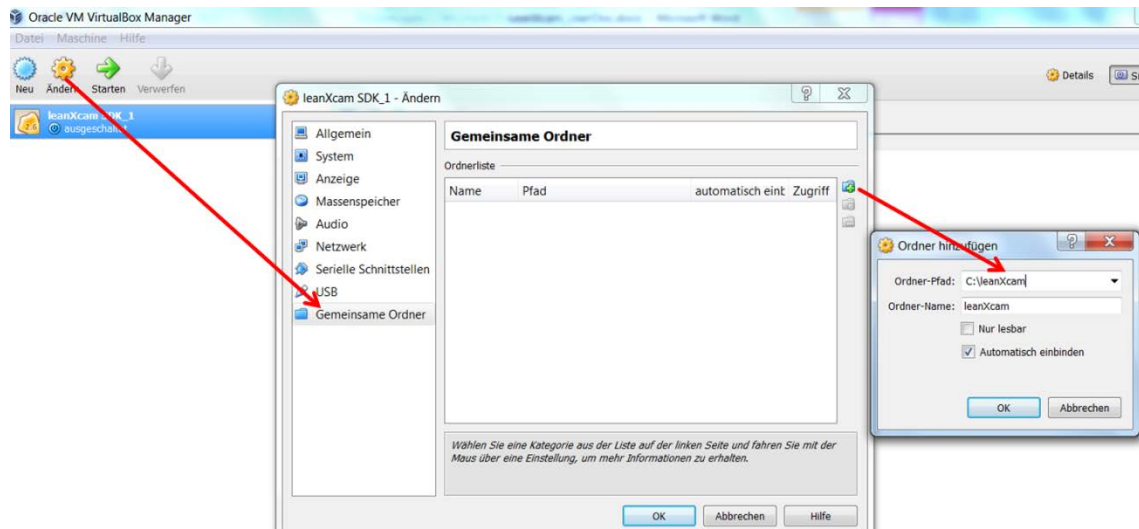 Oracle VM VirtualBox Manager
Datei Maschine Hilfe
Neu Ändern Starten Verwerfen
Details
leanXcam SDK_1
ausgeschaltet
leanXcam SDK_1 - Ändern
Allgemein
System
Anzeige
Massenspeicher
Audio
Netzwerk
Serielle Schnittstellen
USB
Gemeinsame Ordner
Gemeinsame Ordner
Ordnerliste
Name Pfad automatisch eint Zugriff
Wählen Sie eine Kategorie aus der Liste auf der linken Seite und fahren Sie mit der
Maus über eine Einstellung, um mehr Informationen zu erhalten.
OK Abbrechen Hilfe
Ordner hinzufügen
Ordner-Pfad: C:\leanXcam
Ordner-Name: leanXcam
Nur lesbar
Automatisch einbinden
OK Abbrechen